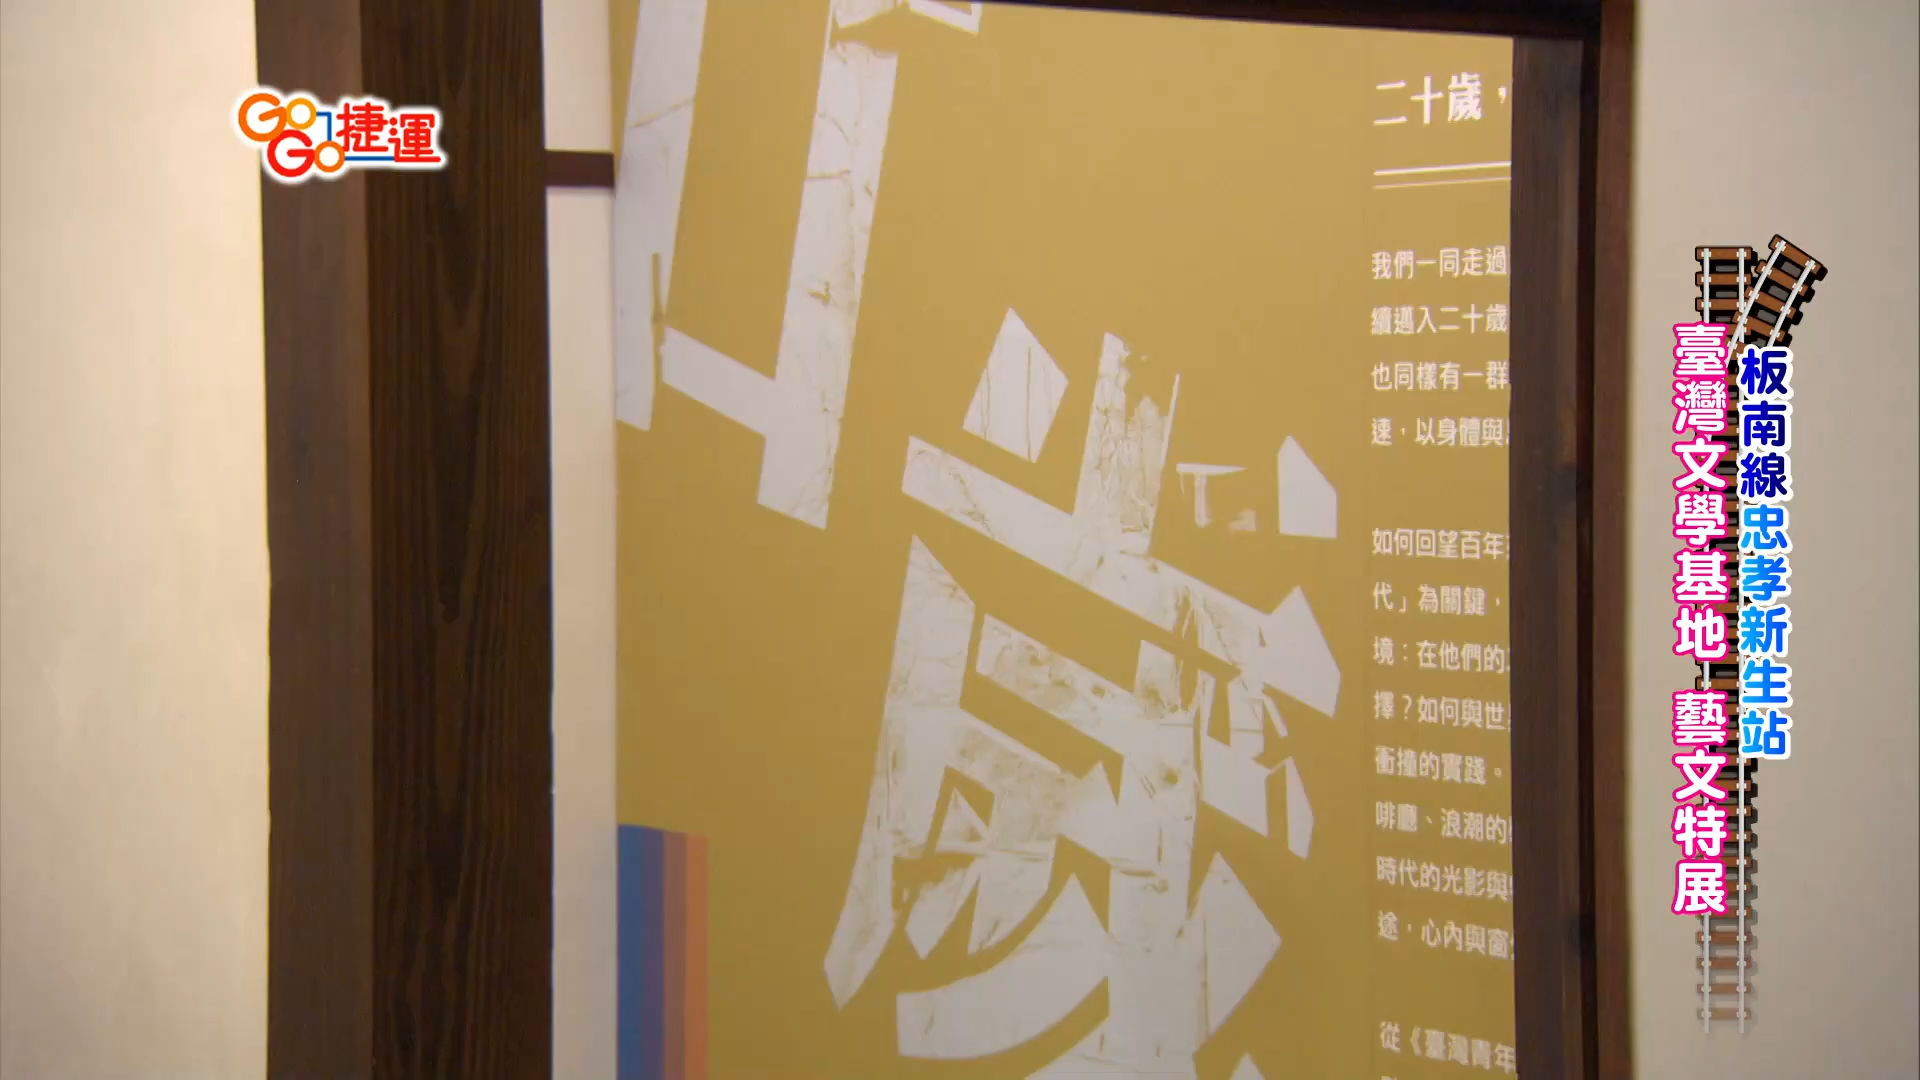 GoGo捷運
板南線忠孝新生站
臺灣文學基地 藝文特展
歲
二十歲，
我們一同走過
續邁入二十歲
也同樣有一群
速，以身體與
如何回望百年
代」為關鍵，
境：在他們的
擇？如何與世
衝撞的實踐。
啡廳、浪潮的
時代的光影與
途，心內與窗
從《臺灣青年